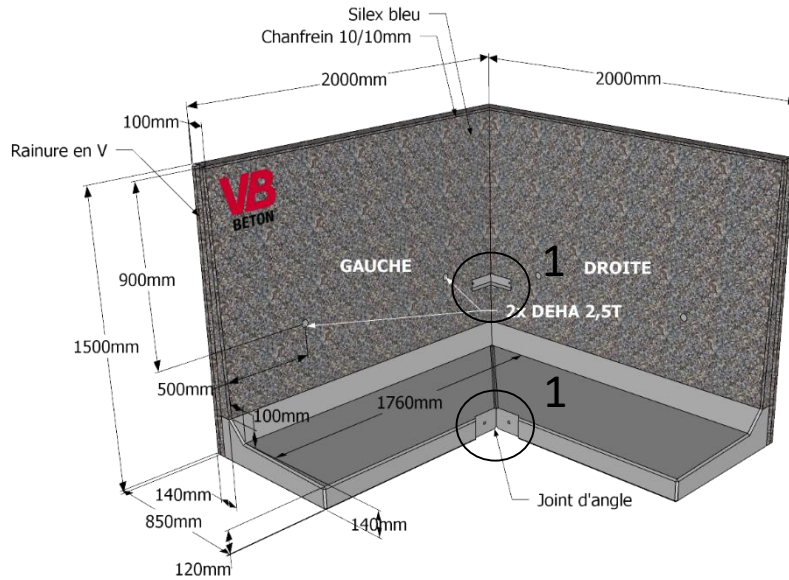 Silex bleu
Chanfrein 10/10mm
2000mm
2000mm
100mm
Rainure en V
VB
BETON
GAUCHE
1
DROITE
900mm
2x DEHA 2,5T
1500mm
500mm
100mm
1760mm
1
140mm
850mm
140mm
Joint d'angle
120mm